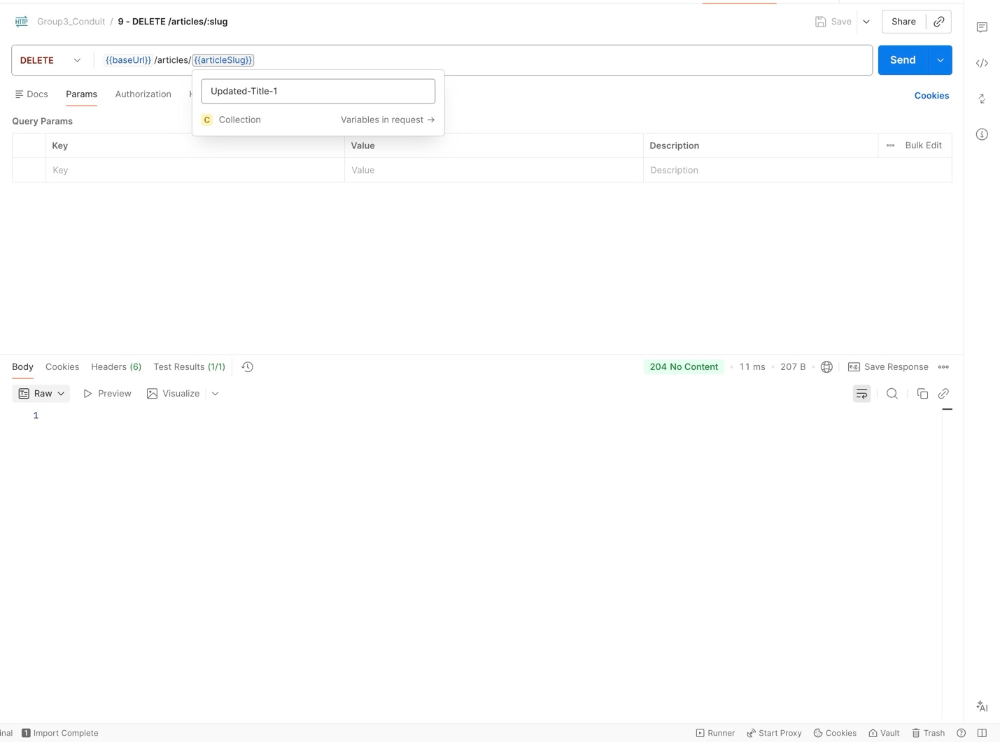 HTTP Group3_Conduit / 9 - DELETE /articles/:slug Save Share
DELETE {{baseUrl}} /articles/ {{articleSlug}} Send
Updated-Title-1
Docs Params Authorization Cookies
C Collection Variables in request →
Query Params
Key Value Description Bulk Edit
Key Value Description
Body Cookies Headers (6) Test Results (1/1) 204 No Content 11 ms 207 B e.g. Save Response
Raw Preview Visualize
1
AI
inal 1 Import Complete Runner Start Proxy Cookies Vault Trash